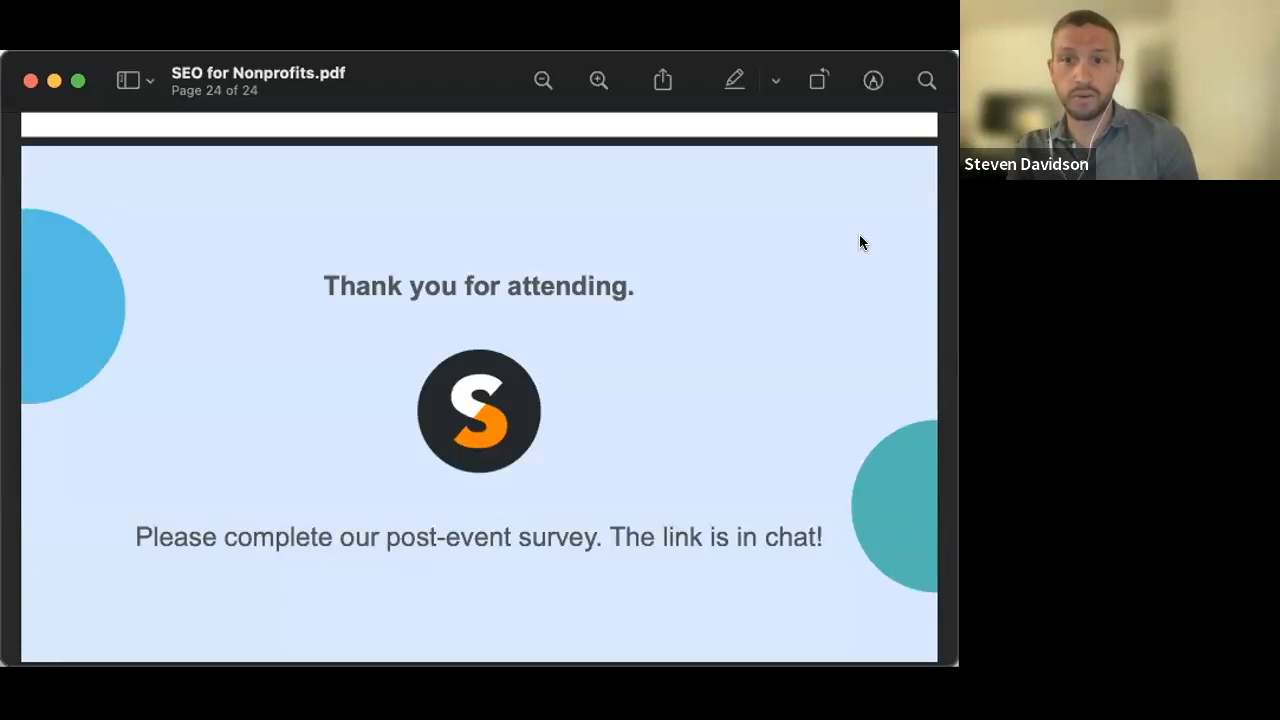 SEO for Nonprofits.pdf
Page 24 of 24
Thank you for attending.
S
Please complete our post-event survey. The link is in chat!
Steven Davidson